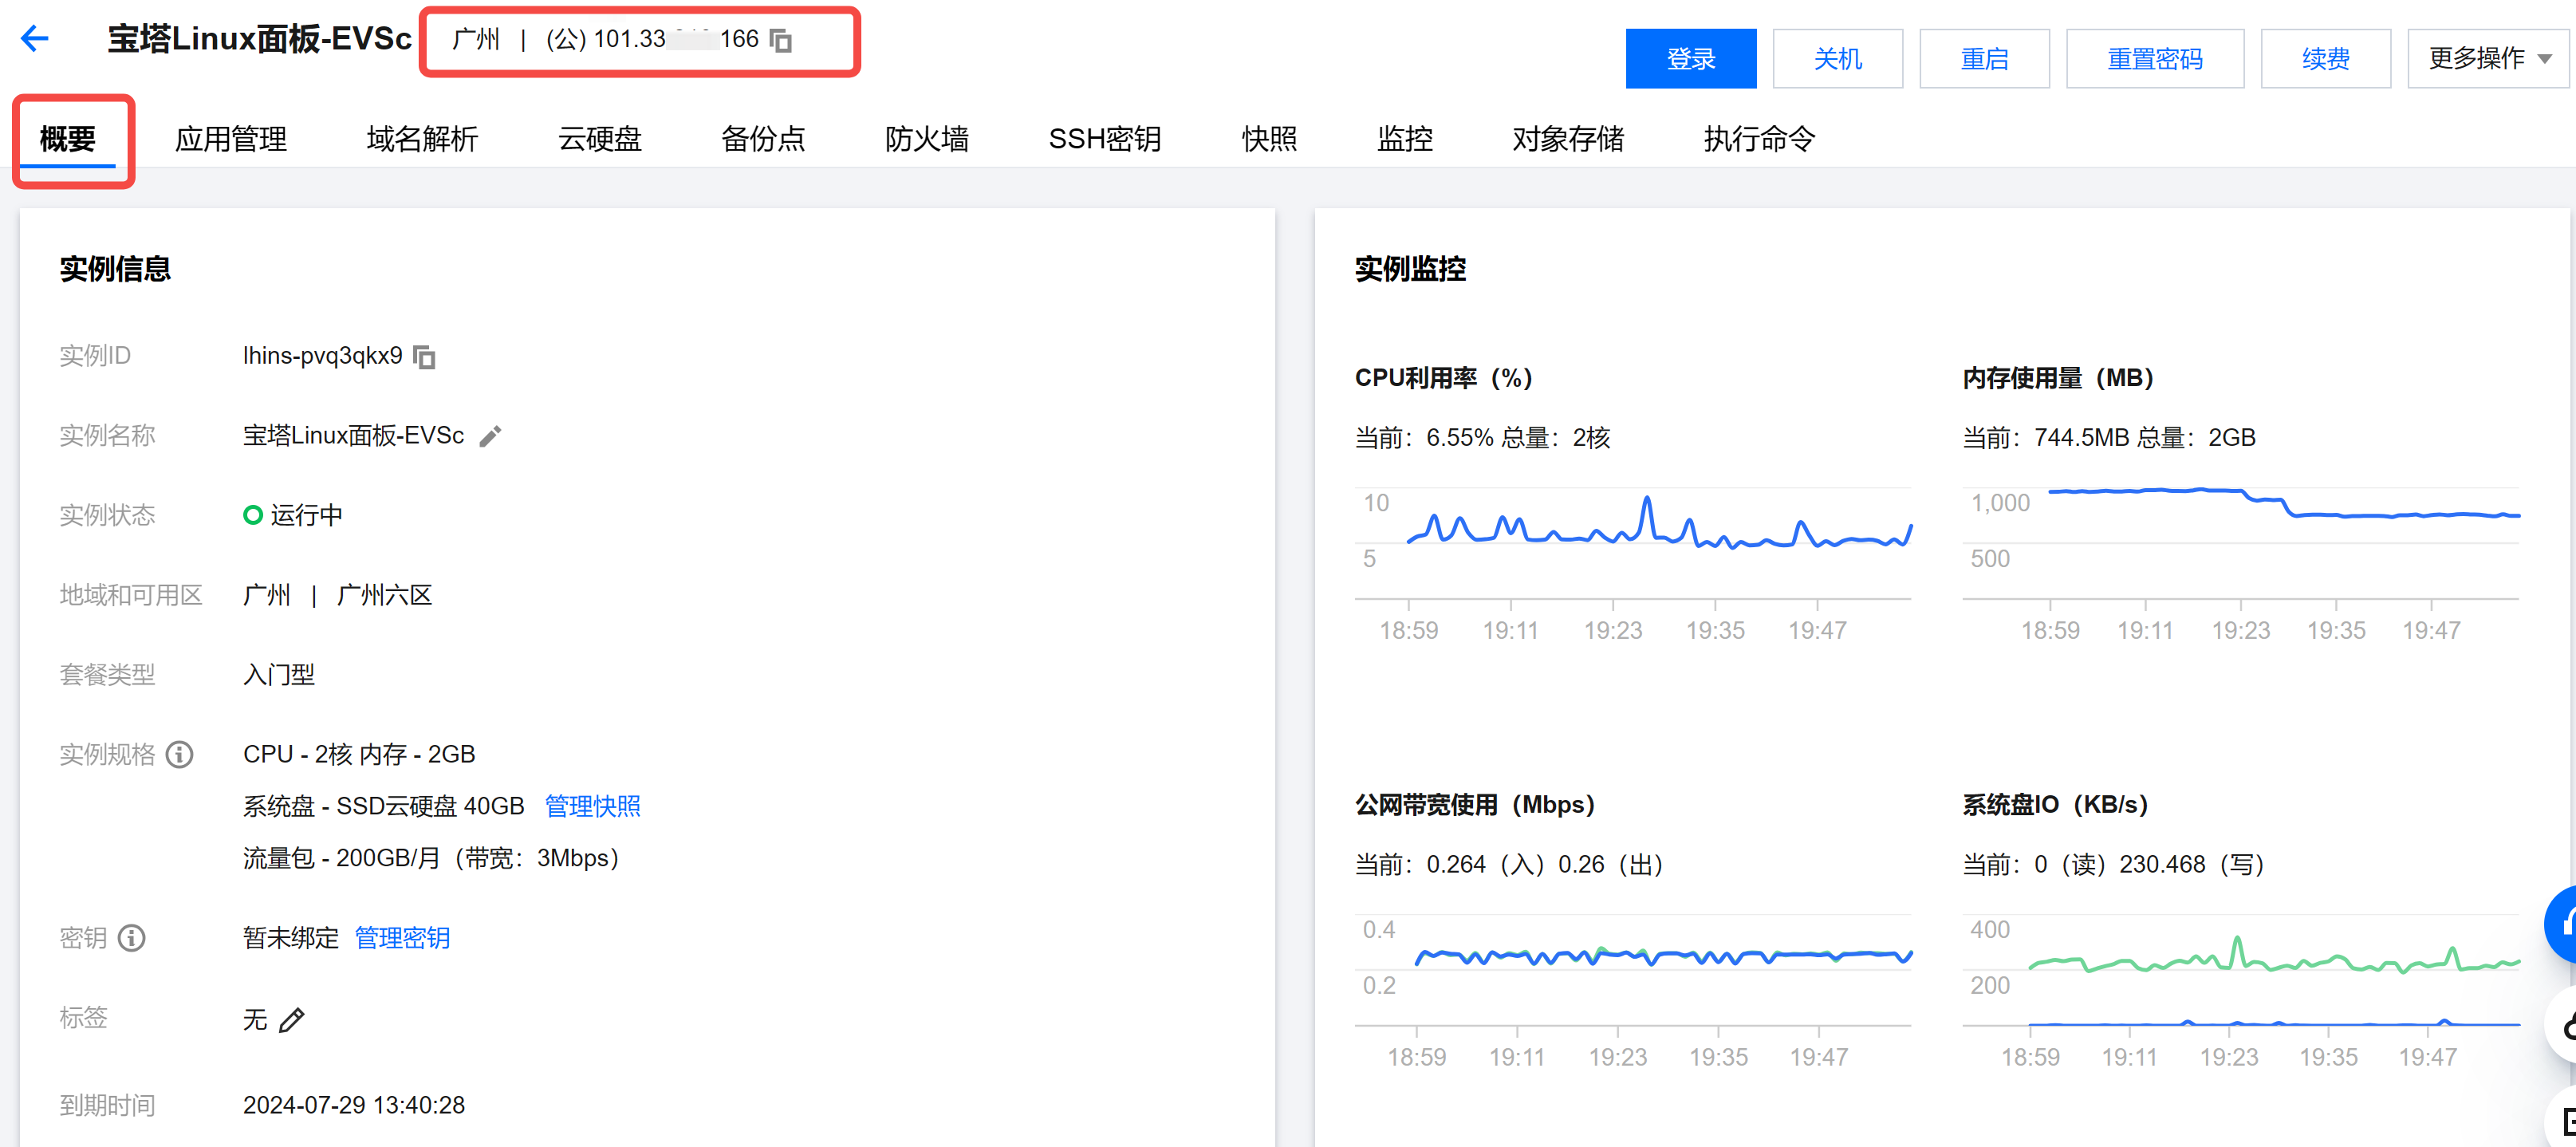 宝塔Linux面板-EVSc 广州 | (公) 101.33 166
登录 关机 重启 重置密码 续费 更多操作
概要 应用管理 域名解析 云硬盘 备份点 防火墙 SSH密钥 快照 监控 对象存储 执行命令
实例信息
实例ID lhins-pvq3qkx9
实例名称 宝塔Linux面板-EVSc
实例状态 运行中
地域和可用区 广州 | 广州六区
套餐类型 入门型
实例规格 CPU - 2核 内存 - 2GB
系统盘 - SSD云硬盘 40GB 管理快照
流量包 - 200GB/月（带宽：3Mbps）
密钥 暂未绑定 管理密钥
标签 无
到期时间 2024-07-29 13:40:28
实例监控
CPU利用率（%）
当前：6.55% 总量：2核
10
5
18:59 19:11 19:23 19:35 19:47
内存使用量（MB）
当前：744.5MB 总量：2GB
1,000
500
18:59 19:11 19:23 19:35 19:47
公网带宽使用（Mbps）
当前：0.264（入）0.26（出）
0.4
0.2
18:59 19:11 19:23 19:35 19:47
系统盘IO（KB/s）
当前：0（读）230.468（写）
400
200
18:59 19:11 19:23 19:35 19:47